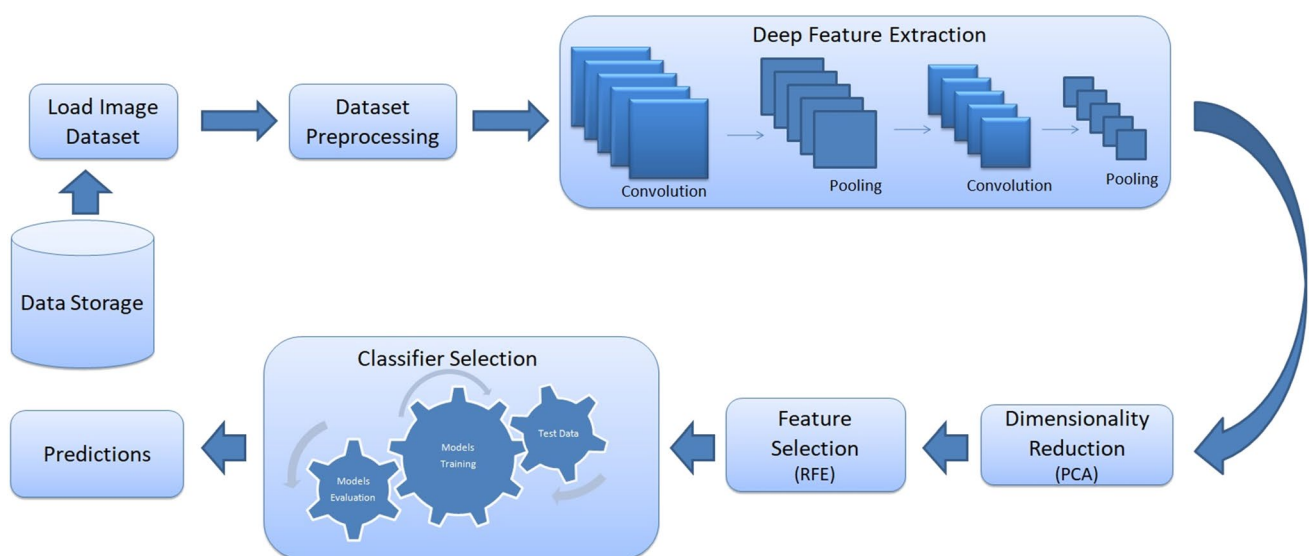 Deep Feature Extraction
Load Image
Dataset
Dataset
Preprocessing
Convolution
Pooling
Convolution
Pooling
Data Storage
Classifier Selection
Predictions
Models
Evaluation
Models
Training
Test Data
Feature
Selection
(RFE)
Dimensionality
Reduction
(PCA)